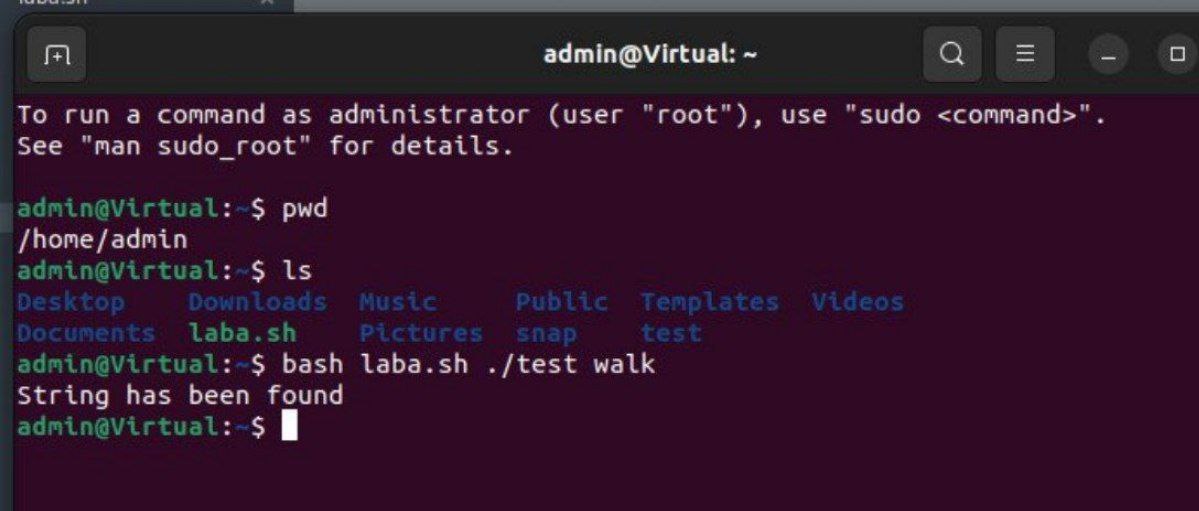 laba.sh
admin@Virtual: ~
To run a command as administrator (user "root"), use "sudo <command>".
See "man sudo_root" for details.
admin@Virtual:~$ pwd
/home/admin
admin@Virtual:~$ ls
Desktop Downloads Music Public Templates Videos
Documents laba.sh Pictures snap test
admin@Virtual:~$ bash laba.sh ./test walk
String has been found
admin@Virtual:~$